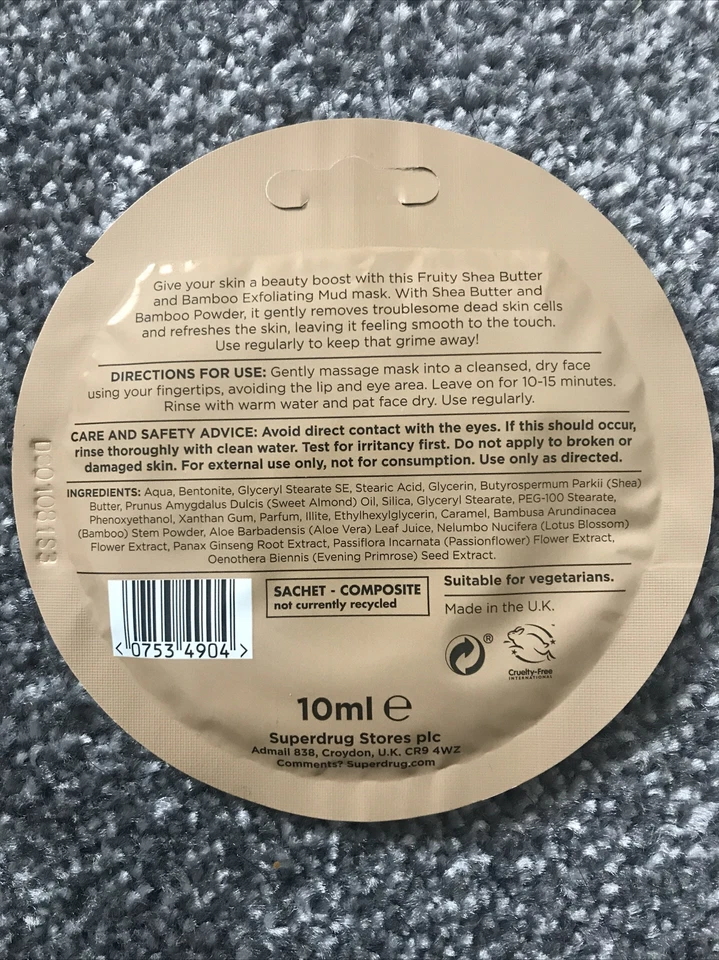 Give your skin a beauty boost with this Fruity Shea Butter
and Bamboo Exfoliating Mud mask. With Shea Butter and
Bamboo Powder, it gently removes troublesome dead skin cells
and refreshes the skin, leaving it feeling smooth to the touch.
Use regularly to keep that grime away!
DIRECTIONS FOR USE: Gently massage mask into a cleansed, dry face
using your fingertips, avoiding the lip and eye area. Leave on for 10-15 minutes.
Rinse with warm water and pat face dry. Use regularly.
CARE AND SAFETY ADVICE: Avoid direct contact with the eyes. If this should occur,
rinse thoroughly with clean water. Test for irritancy first. Do not apply to broken or
damaged skin. For external use only, not for consumption. Use only as directed.
INGREDIENTS: Aqua, Bentonite, Glyceryl Stearate SE, Stearic Acid, Glycerin, Butyrospermum Parkii (Shea)
Butter, Prunus Amygdalus Dulcis (Sweet Almond) Oil, Silica, Glyceryl Stearate, PEG-100 Stearate,
Phenoxyethanol, Xanthan Gum, Parfum, Illite, Ethylhexylglycerin, Caramel, Bambusa Arundinacea
(Bamboo) Stem Powder, Aloe Barbadensis (Aloe Vera) Leaf Juice, Nelumbo Nucifera (Lotus Blossom)
Flower Extract, Panax Ginseng Root Extract, Passiflora Incarnata (Passionflower) Flower Extract,
Oenothera Biennis (Evening Primrose) Seed Extract.
<0753 4904>
SACHET - COMPOSITE
not currently recycled
Suitable for vegetarians.
Made in the U.K.
®
Cruelty-Free
INTERNATIONAL
10ml ℮
Superdrug Stores plc
Admail 838, Croydon, U.K. CR9 4WZ
Comments? Superdrug.com